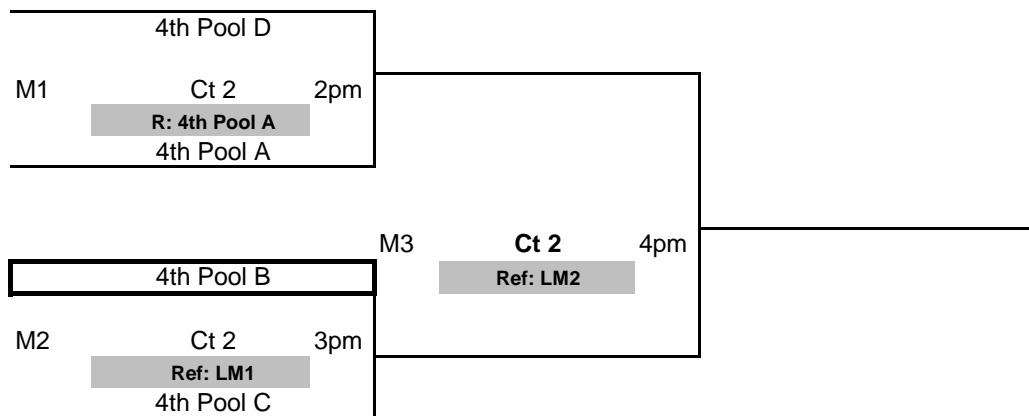 4th Pool D
M1 Ct 2 2pm
R: 4th Pool A
4th Pool A
M3 Ct 2 4pm
4th Pool B
Ref: LM2
M2 Ct 2 3pm
Ref: LM1
4th Pool C